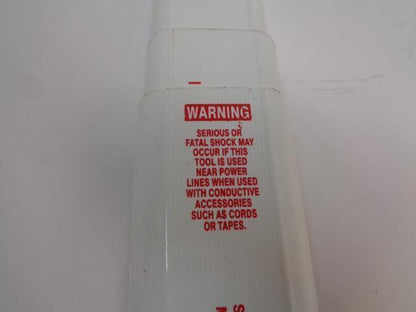 WARNING
SERIOUS OR
FATAL SHOCK MAY
OCCUR IF THIS
TOOL IS USED
NEAR POWER
LINES WHEN USED
WITH CONDUCTIVE
ACCESSORIES
SUCH AS CORDS
OR TAPES.